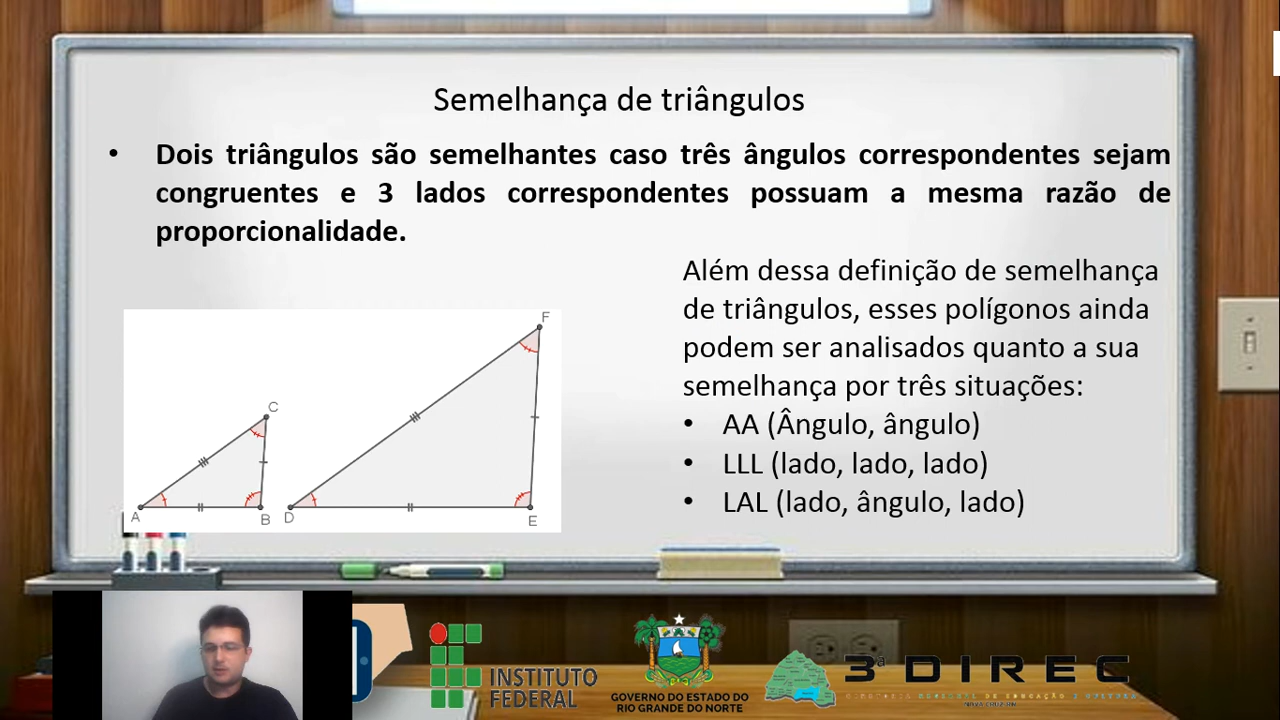 Semelhança de triângulos
• Dois triângulos são semelhantes caso três ângulos correspondentes sejam
congruentes e 3 lados correspondentes possuam a mesma razão de
proporcionalidade.
Além dessa definição de semelhança
de triângulos, esses polígonos ainda
podem ser analisados quanto a sua
semelhança por três situações:
• AA (Ângulo, ângulo)
• LLL (lado, lado, lado)
• LAL (lado, ângulo, lado)
F
C
A
B
D
E
INSTITUTO
FEDERAL
GOVERNO DO ESTADO DO
RIO GRANDE DO NORTE
3ª DIREC
NOVA CRUZ-RN